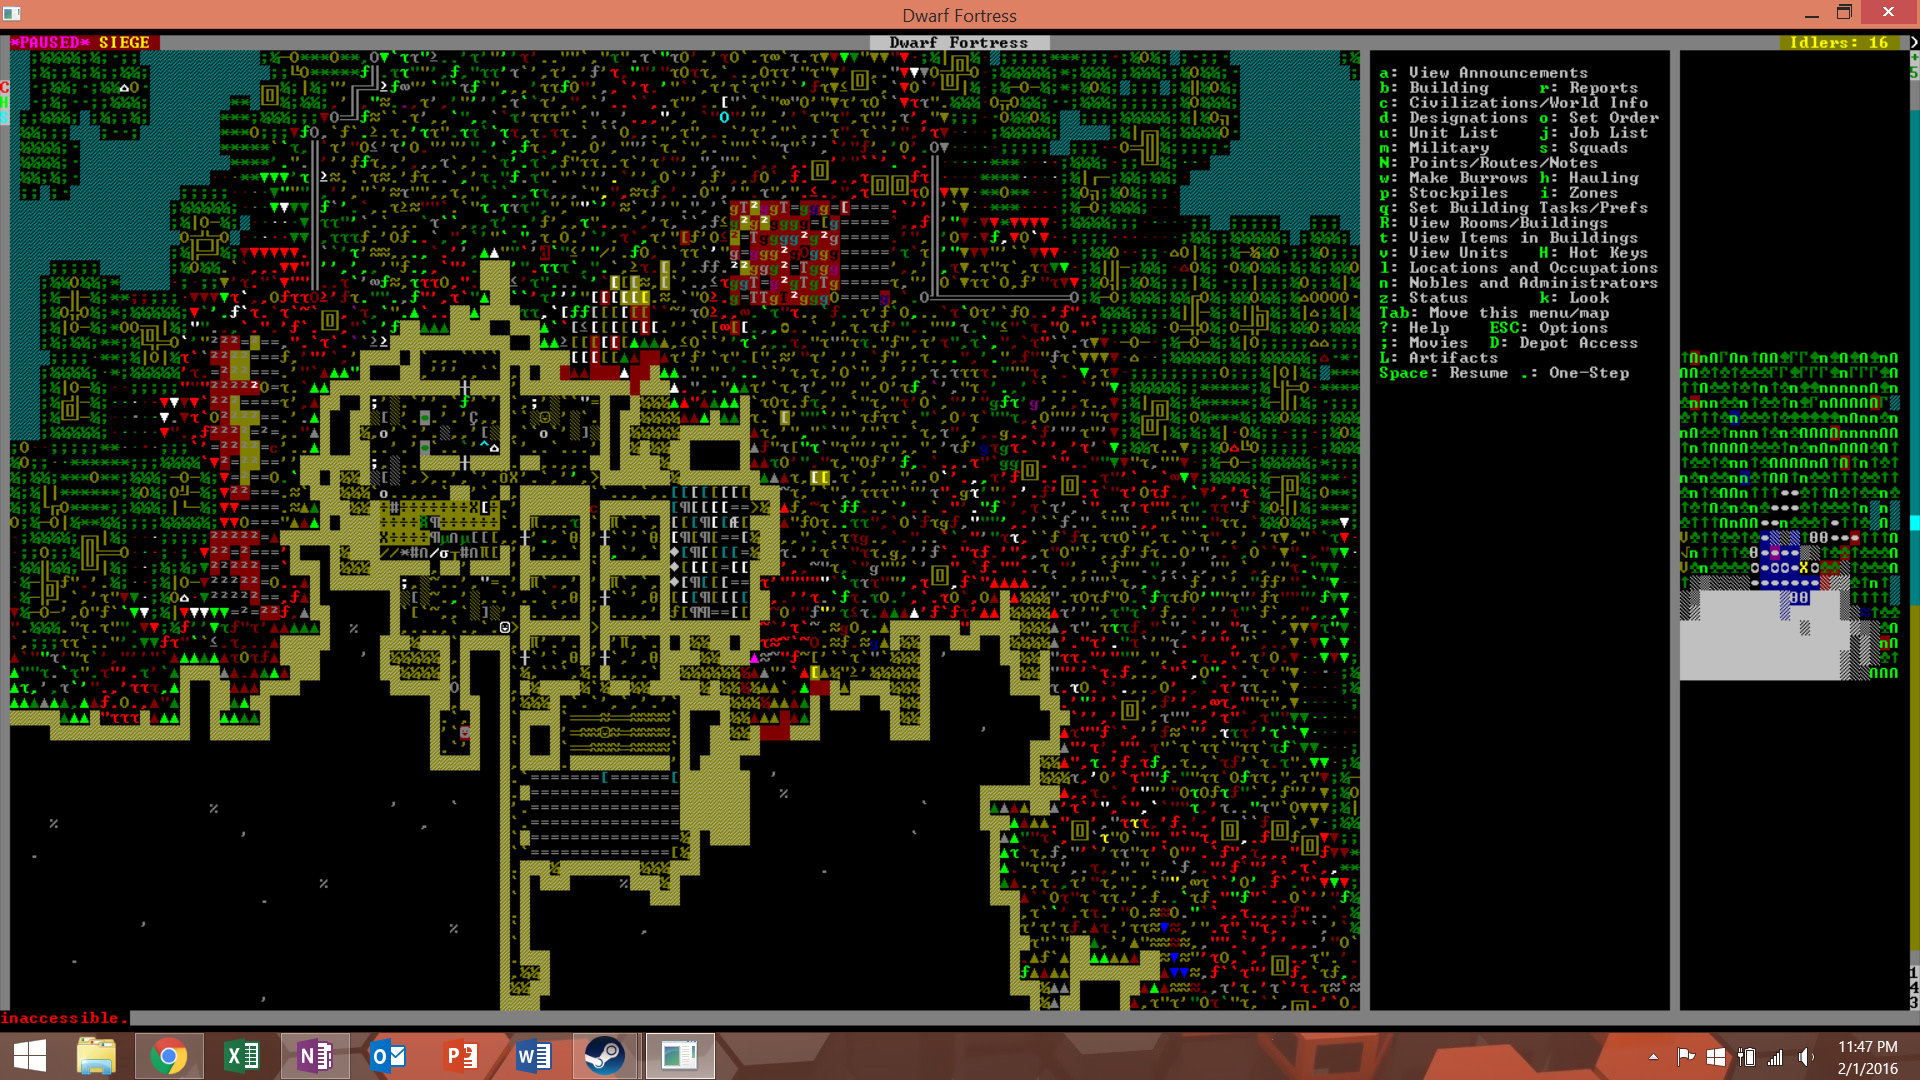 Dwarf Fortress
*PAUSED* SIEGE
Dwarf Fortress
Idlers: 16
a: View Announcements
b: Building r: Reports
c: Civilizations/World Info
d: Designations o: Set Order
u: Unit List j: Job List
m: Military s: Squads
N: Points/Routes/Notes
w: Make Burrows h: Hauling
p: Stockpiles i: Zones
q: Set Building Tasks/Prefs
R: View Rooms/Buildings
t: View Items in Buildings
v: View Units H: Hot Keys
l: Locations and Occupations
n: Nobles and Administrators
z: Status k: Look
Tab: Move this menu/map
?: Help ESC: Options
;: Movies D: Depot Access
L: Artifacts
Space: Resume .: One-Step
inaccessible.
11:47 PM
2/1/2016